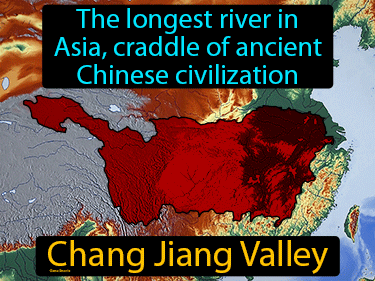 The longest river in
Asia, craddle of ancient
Chinese civilization
Chang Jiang Valley